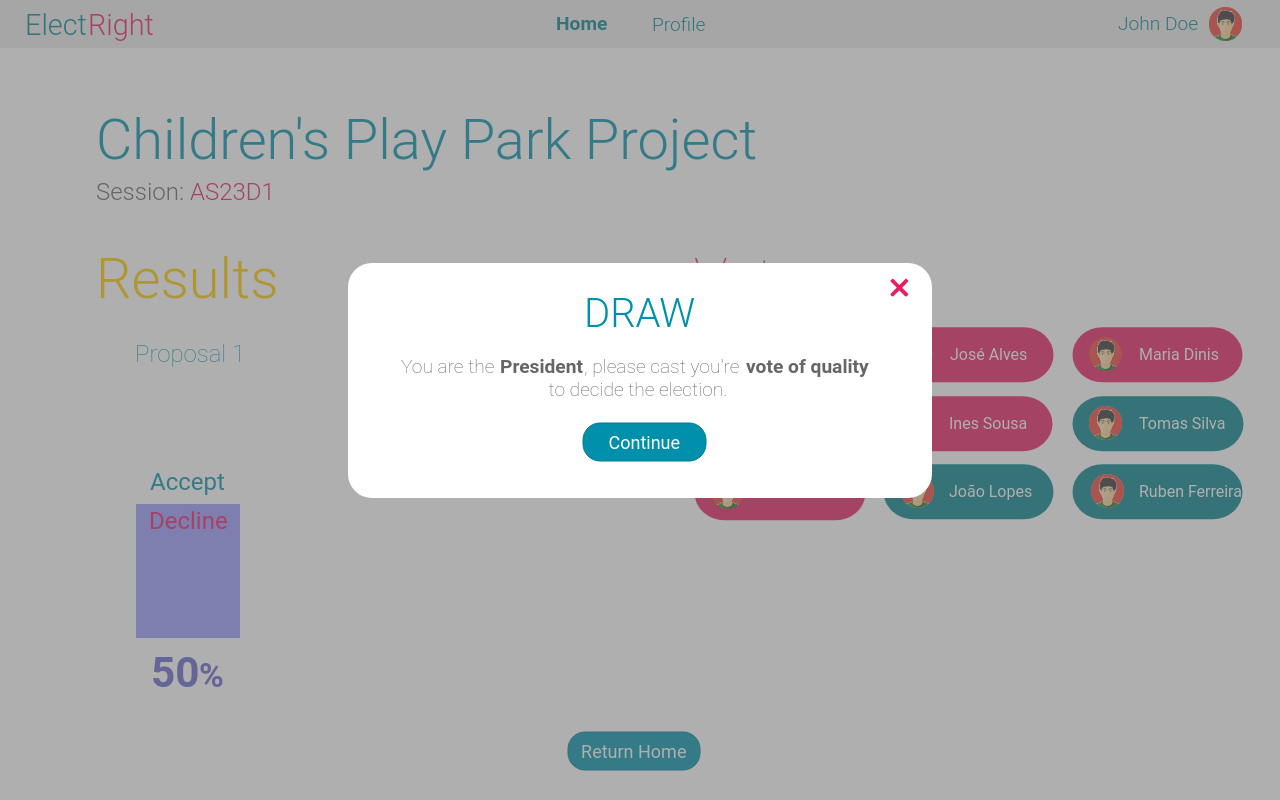 ElectRight
Home
Profile
John Doe
Children's Play Park Project
Session: AS23D1
Results
DRAW
You are the President, please cast you're vote of quality
to decide the election.
Continue
Proposal 1
José Alves
Maria Dinis
Ines Sousa
Tomas Silva
João Lopes
Ruben Ferreira
Accept
Decline
50%
Return Home